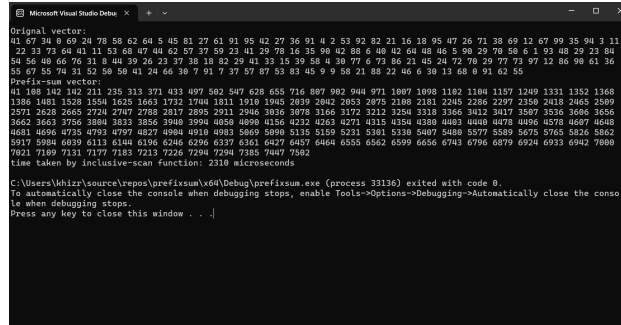 Microsoft Visual Studio Debu
Orignal vector:
41 67 34 0 69 24 78 58 62 64 5 45 81 27 61 91 95 42 27 36 91 4 2 53 92 82 21 16 18 95 47 26 71 38 69 12 67 99 35 94 3 11
22 33 73 64 41 11 53 68 47 44 62 57 37 59 23 41 29 78 16 35 90 42 88 6 40 42 64 48 46 5 90 29 70 50 6 1 93 48 29 23 84
54 56 40 66 76 31 8 44 39 26 23 37 38 18 82 29 41 33 15 39 58 4 30 77 6 73 86 21 45 24 72 70 29 77 73 97 12 86 90 61 36
55 67 55 74 31 52 50 50 41 24 66 30 7 91 7 37 57 87 53 83 45 9 9 58 21 88 22 46 6 30 13 68 0 91 62 55
Prefix-sum vector:
41 108 142 142 211 235 313 371 433 497 502 547 628 655 716 807 902 944 971 1007 1098 1102 1104 1157 1249 1331 1352 1368
1386 1481 1528 1554 1625 1663 1732 1744 1811 1910 1945 2039 2042 2053 2075 2108 2181 2245 2286 2297 2350 2418 2465 2509
2571 2628 2665 2724 2747 2788 2817 2895 2911 2946 3036 3078 3166 3172 3212 3254 3318 3366 3412 3417 3507 3536 3606 3656
3662 3663 3756 3804 3833 3856 3940 3994 4050 4090 4156 4232 4263 4271 4315 4354 4380 4403 4440 4478 4496 4578 4607 4648
4681 4696 4735 4793 4797 4827 4904 4910 4983 5069 5090 5135 5159 5231 5301 5330 5407 5480 5577 5589 5675 5765 5826 5862
5917 5984 6039 6113 6144 6196 6246 6296 6337 6361 6427 6457 6464 6555 6562 6599 6656 6743 6796 6879 6924 6933 6942 7000
7021 7109 7131 7177 7183 7213 7226 7294 7294 7385 7447 7502
time taken by inclusive-scan function: 2310 microseconds
C:\Users\khizr\source\repos\prefixsum\x64\Debug\prefixsum.exe (process 33136) exited with code 0.
To automatically close the console when debugging stops, enable Tools->Options->Debugging->Automatically close the conso
le when debugging stops.
Press any key to close this window . . .